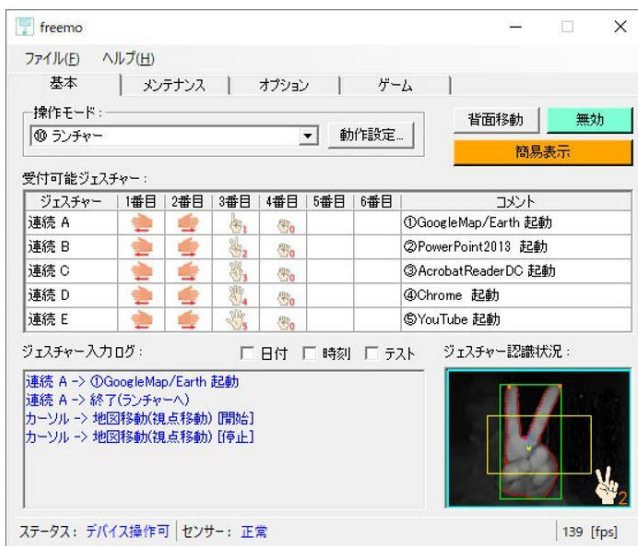 freemo
ファイル(F) ヘルプ(H)
基本 メンテナンス オプション ゲーム
操作モード:
⑩ ランチャー
動作設定...
背面移動 無効
簡易表示
受付可能ジェスチャー:
ジェスチャー 1番目 2番目 3番目 4番目 5番目 6番目 コメント
連続 A 1 0 ①GoogleMap/Earth 起動
連続 B 2 0 ②PowerPoint2013 起動
連続 C 3 0 ③AcrobatReaderDC 起動
連続 D 4 0 ④Chrome 起動
連続 E 5 0 ⑤YouTube 起動
ジェスチャー入力ログ: 日付 時刻 テスト
連続 A -> ①GoogleMap/Earth 起動
連続 A -> 終了(ランチャーへ)
カーソル -> 地図移動(視点移動) [開始]
カーソル -> 地図移動(視点移動) [停止]
ジェスチャー認識状況:
2
ステータス: デバイス操作可 センサー: 正常 139 [fps]